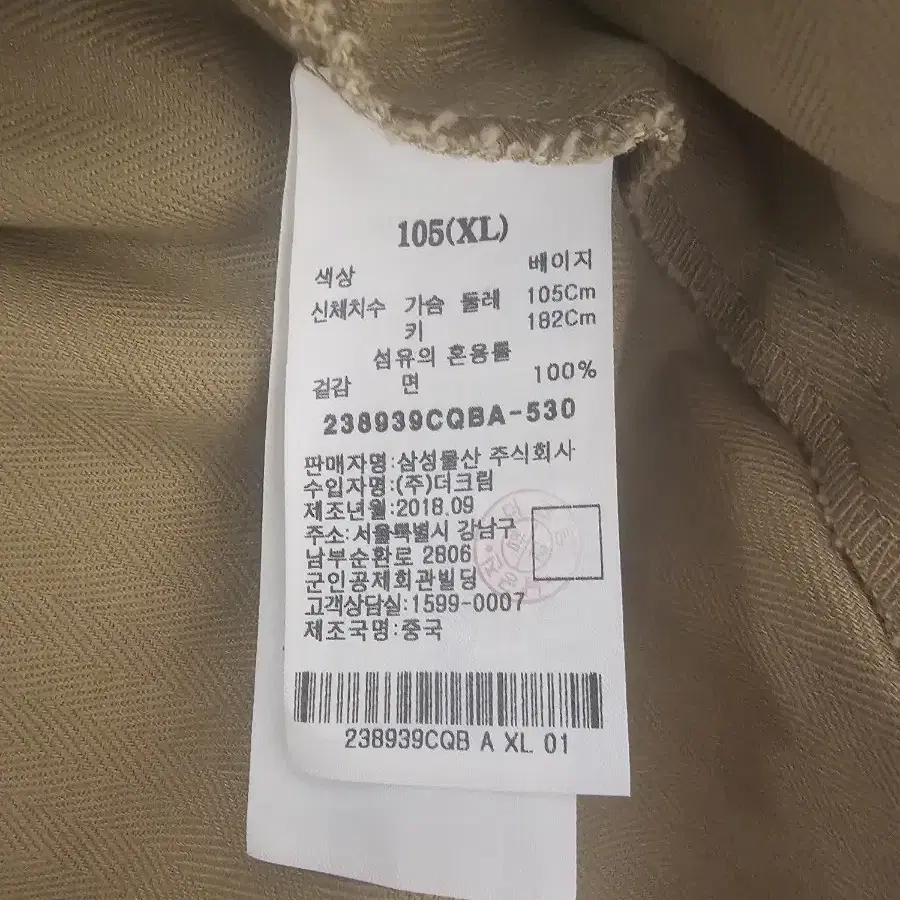 105(XL)
색상 베이지
신체치수 가슴 둘레 105Cm
키 182Cm
섬유의 혼용률
겉감 면 100%
238939CQBA-530
판매자명:삼성물산 주식회사
수입자명:(주)더크림
제조년월:2018.09
주소:서울특별시 강남구
남부순환로 2806
군인공제회관빌딩
고객상담실:1599-0007
제조국명:중국
238939CQB A XL 01